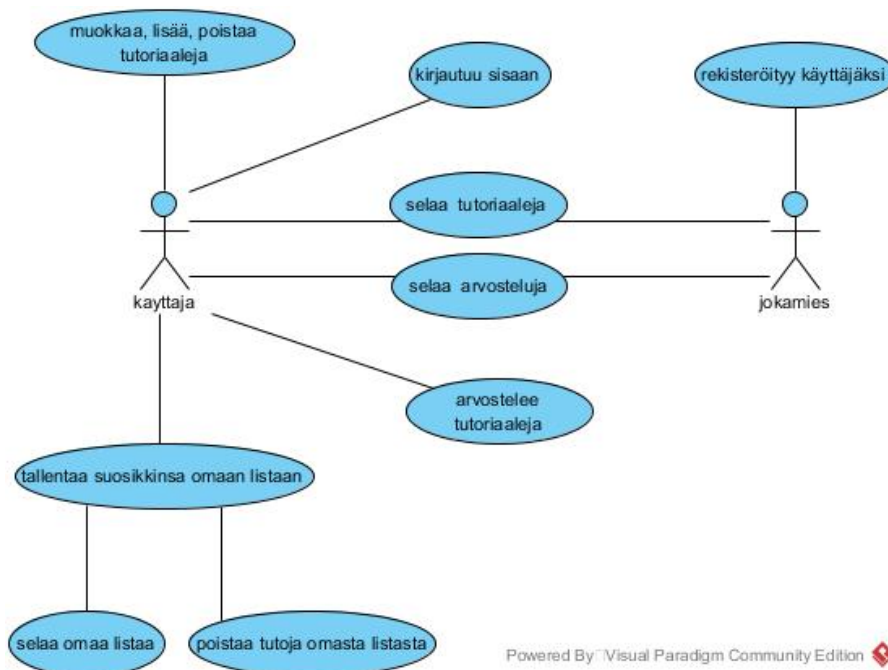 muokkaa, lisää, poistaa
tutoriaaleja
kirjautuu sisaan
rekisteröityy käyttäjäksi
selaa tutoriaaleja
selaa arvosteluja
kayttaja
jokamies
arvostelee
tutoriaaleja
tallentaa suosikkinsa omaan listaan
selaa omaa listaa
poistaa tutoja omasta listasta
Powered By Visual Paradigm Community Edition